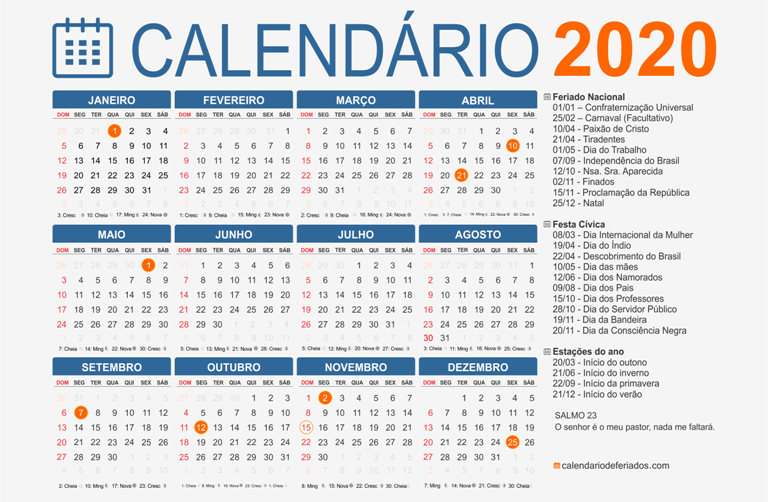 CALENDÁRIO 2020
JANEIRO
DOM SEG TER QUA QUI SEX SÁB
29 30 31 1 2 3 4
5 6 7 8 9 10 11
12 13 14 15 16 17 18
19 20 21 22 23 24 25
26 27 28 29 30 31 1
3: Cresc 10: Cheia 17: Ming 24: Nova
FEVEREIRO
DOM SEG TER QUA QUI SEX SÁB
26 27 28 29 30 31 1
2 3 4 5 6 7 8
9 10 11 12 13 14 15
16 17 18 19 20 21 22
23 24 25 26 27 28 29
1: Cresc 9: Cheia 15: Ming 23: Nova
MARÇO
DOM SEG TER QUA QUI SEX SÁB
1 2 3 4 5 6 7
8 9 10 11 12 13 14
15 16 17 18 19 20 21
22 23 24 25 26 27 28
29 30 31 1 2 3 4
2: Cresc 9: Cheia 16: Ming 24: Nova
ABRIL
DOM SEG TER QUA QUI SEX SÁB
29 30 31 1 2 3 4
5 6 7 8 9 10 11
12 13 14 15 16 17 18
19 20 21 22 23 24 25
26 27 28 29 30 1 2
1: Cresc 7: Cheia 14: Ming 22: Nova 30: Cresc
MAIO
DOM SEG TER QUA QUI SEX SÁB
26 27 28 29 30 1 2
3 4 5 6 7 8 9
10 11 12 13 14 15 16
17 18 19 20 21 22 23
24 25 26 27 28 29 30
7: Cheia 14: Ming 22: Nova 30: Cresc
JUNHO
DOM SEG TER QUA QUI SEX SÁB
31 1 2 3 4 5 6
7 8 9 10 11 12 13
14 15 16 17 18 19 20
21 22 23 24 25 26 27
28 29 30 1 2 3 4
5: Cheia 13: Ming 21: Nova 28: Cresc
JULHO
DOM SEG TER QUA QUI SEX SÁB
28 29 30 1 2 3 4
5 6 7 8 9 10 11
12 13 14 15 16 17 18
19 20 21 22 23 24 25
26 27 28 29 30 31 1
5: Cheia 12: Ming 20: Nova 27: Cresc
AGOSTO
DOM SEG TER QUA QUI SEX SÁB
26 27 28 29 30 31 1
2 3 4 5 6 7 8
9 10 11 12 13 14 15
16 17 18 19 20 21 22
23 24 25 26 27 28 29
30 31 1 2 3 4 5
3: Cheia 11: Ming 18: Nova 25: Cresc
SETEMBRO
DOM SEG TER QUA QUI SEX SÁB
30 31 1 2 3 4 5
6 7 8 9 10 11 12
13 14 15 16 17 18 19
20 21 22 23 24 25 26
27 28 29 30 1 2 3
2: Cheia 10: Ming 17: Nova 23: Cresc
OUTUBRO
DOM SEG TER QUA QUI SEX SÁB
27 28 29 30 1 2 3
4 5 6 7 8 9 10
11 12 13 14 15 16 17
18 19 20 21 22 23 24
25 26 27 28 29 30 31
1: Cheia 9: Ming 16: Nova 23: Cresc 31: Cheia
NOVEMBRO
DOM SEG TER QUA QUI SEX SÁB
1 2 3 4 5 6 7
8 9 10 11 12 13 14
15 16 17 18 19 20 21
22 23 24 25 26 27 28
29 30 1 2 3 4 5
8: Ming 15: Nova 22: Cresc 30: Cheia
DEZEMBRO
DOM SEG TER QUA QUI SEX SÁB
29 30 1 2 3 4 5
6 7 8 9 10 11 12
13 14 15 16 17 18 19
20 21 22 23 24 25 26
27 28 29 30 31 1 2
Feriado Nacional
01/01 – Confraternização Universal
25/02 – Carnaval (Facultativo)
10/04 - Paixão de Cristo
21/04 - Tiradentes
01/05 - Dia do Trabalho
07/09 - Independência do Brasil
12/10 - Nsa. Sra. Aparecida
02/11 - Finados
15/11 - Proclamação da República
25/12 - Natal
Festa Cívica
08/03 - Dia Internacional da Mulher
19/04 - Dia do Índio
22/04 - Descobrimento do Brasil
10/05 - Dia das mães
12/06 - Dia dos Namorados
09/08 - Dia dos Pais
15/10 - Dia dos Professores
28/10 - Dia do Servidor Público
19/11 - Dia da Bandeira
20/11 - Dia da Consciência Negra
Estações do ano
20/03 - Início do outono
21/06 - Início do inverno
22/09 - Início da primavera
21/12 - Início do verão
SALMO 23
O senhor é o meu pastor, nada me faltará.
calendariodeferiados.com